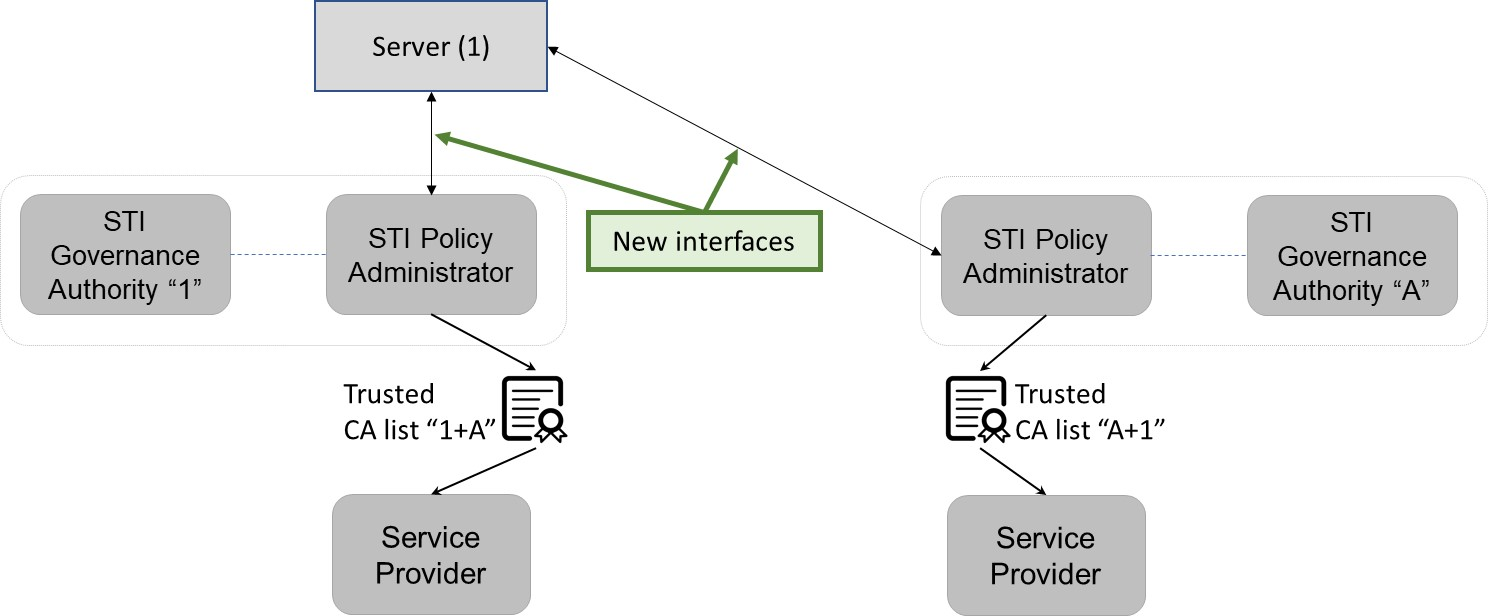 Server (1)
STI
Governance
Authority “1”
STI Policy
Administrator
New interfaces
STI Policy
Administrator
STI
Governance
Authority “A”
Trusted
CA list “1+A”
Trusted
CA list “A+1”
Service
Provider
Service
Provider